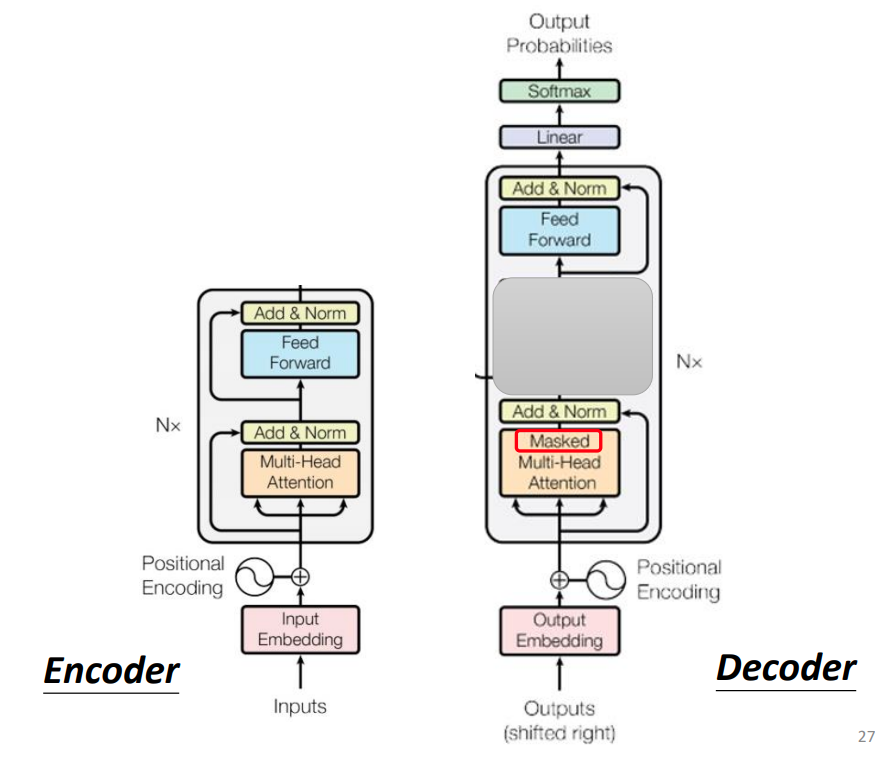 Output
Probabilities
Softmax
Linear
Add & Norm
Feed
Forward
Nx
Add & Norm
Masked
Multi-Head
Attention
Positional
Encoding
Output
Embedding
Outputs
(shifted right)
Decoder
Add & Norm
Feed
Forward
Nx
Add & Norm
Multi-Head
Attention
Positional
Encoding
Input
Embedding
Inputs
Encoder
27